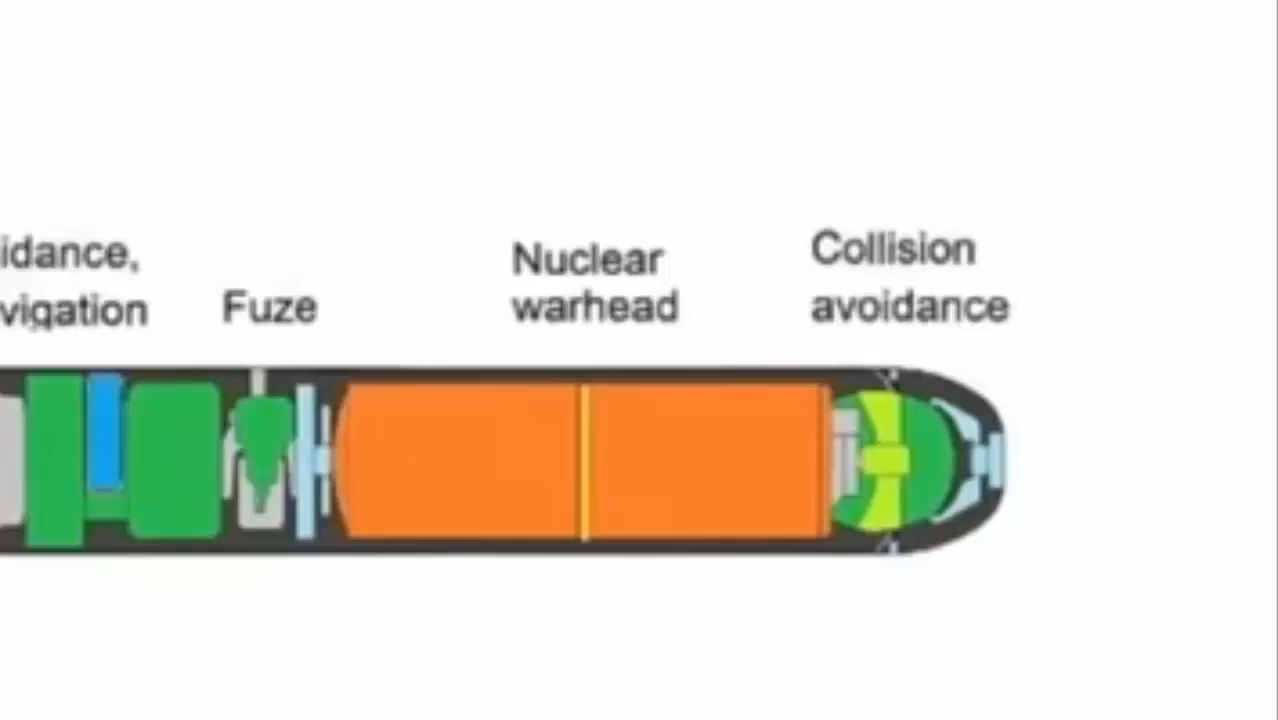 idance,
vigation
Fuze
Nuclear
warhead
Collision
avoidance